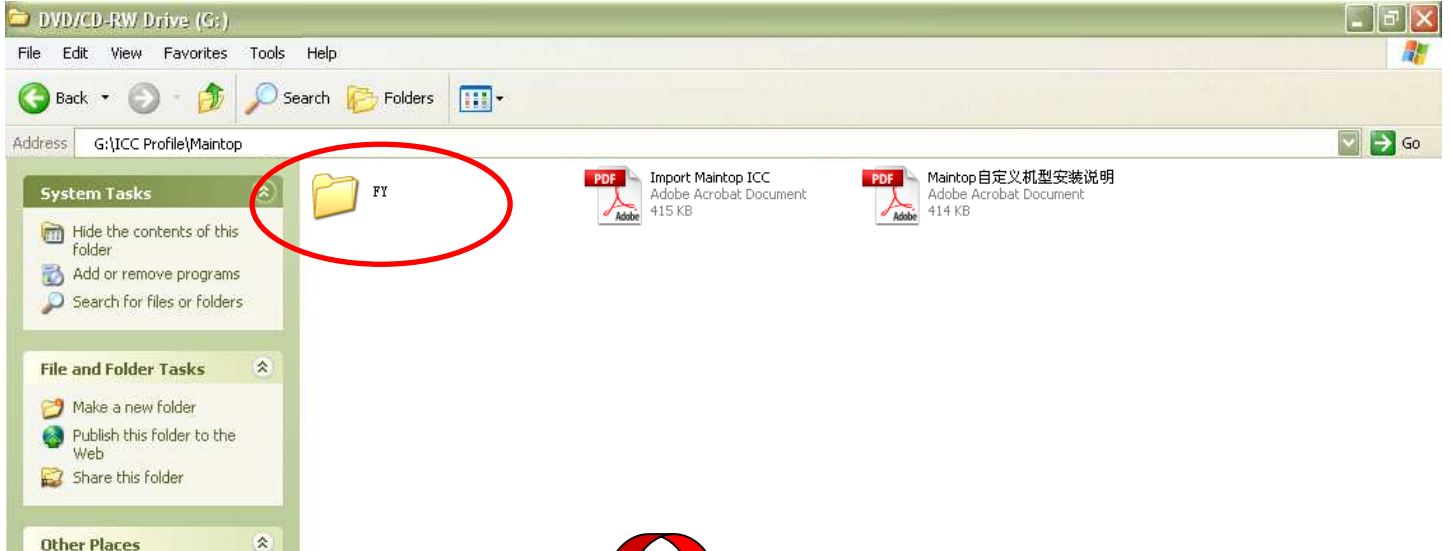 DVD/CD-RW Drive (G:)
File Edit View Favorites Tools Help
Back Search Folders
Address G:\ICC Profile\Maintop Go
System Tasks
Hide the contents of this
folder
Add or remove programs
Search for files or folders
File and Folder Tasks
Make a new folder
Publish this folder to the
Web
Share this folder
Other Places
FY
PDF
Adobe
Import Maintop ICC
Adobe Acrobat Document
415 KB
PDF
Adobe
Maintop自定义机型安装说明
Adobe Acrobat Document
414 KB